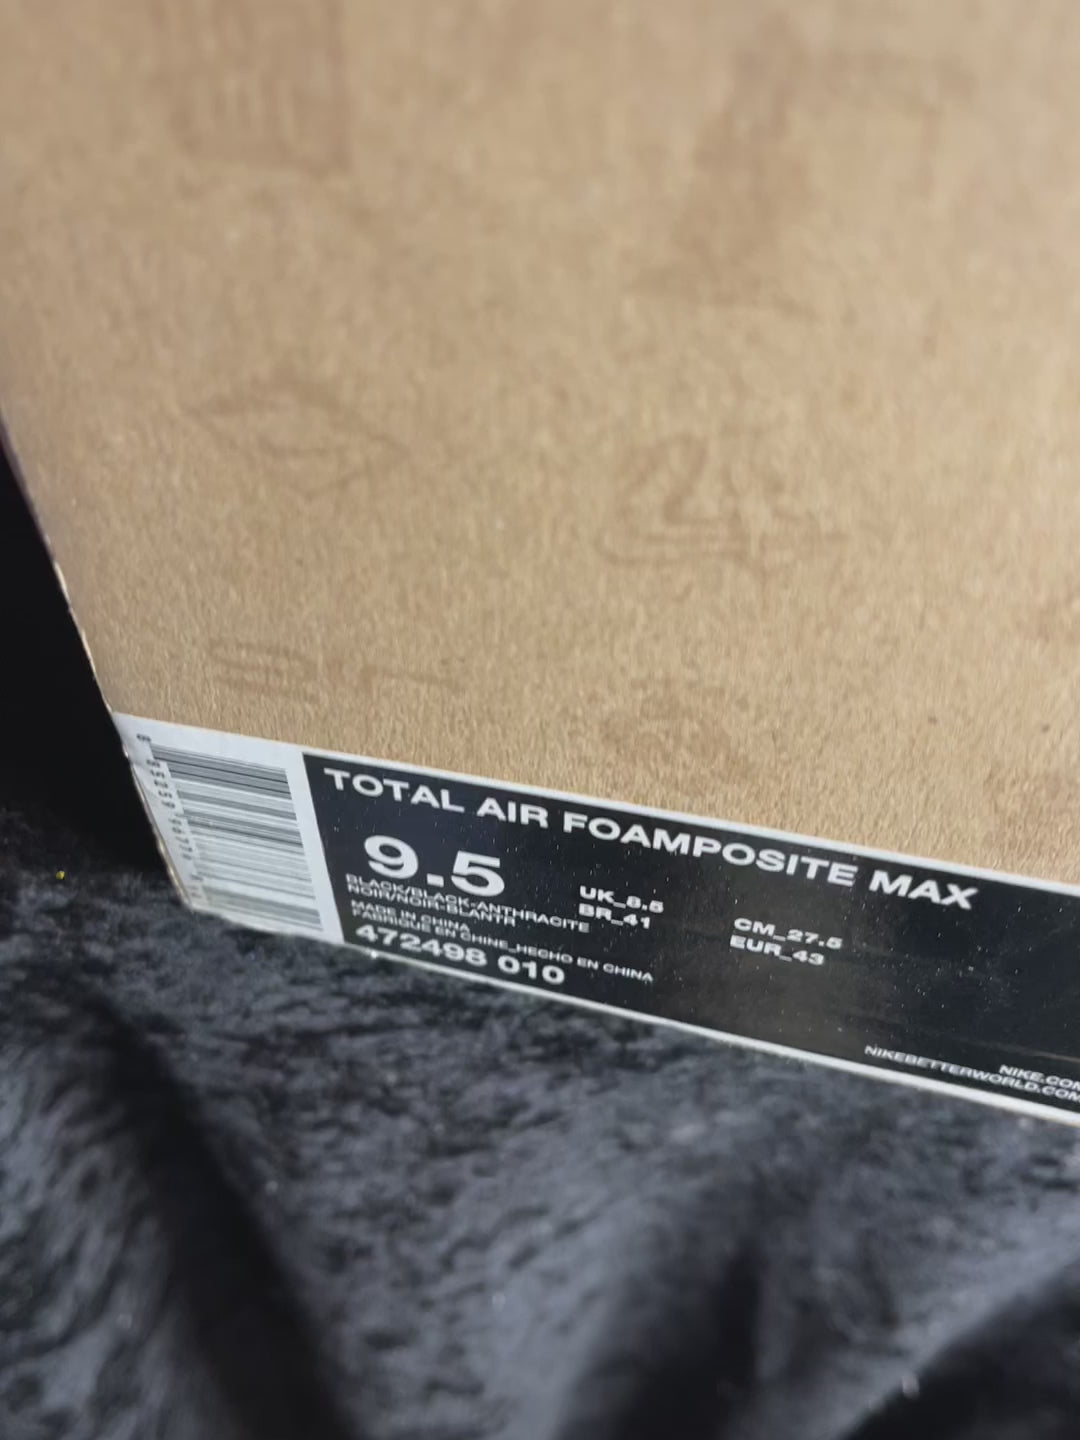 TOTAL AIR FOAMPOSITE MAX
9.5
UK_8.5
BR_41
CM_27.5
EUR_43
BLACK/BLACK-ANTHRACITE
NOIR/NOIR-BLANTR
MADE IN CHINA
FABRIQUE EN CHINE_HECHO EN CHINA
472498 010
NIKE.COM
NIKEBETTERWORLD.COM